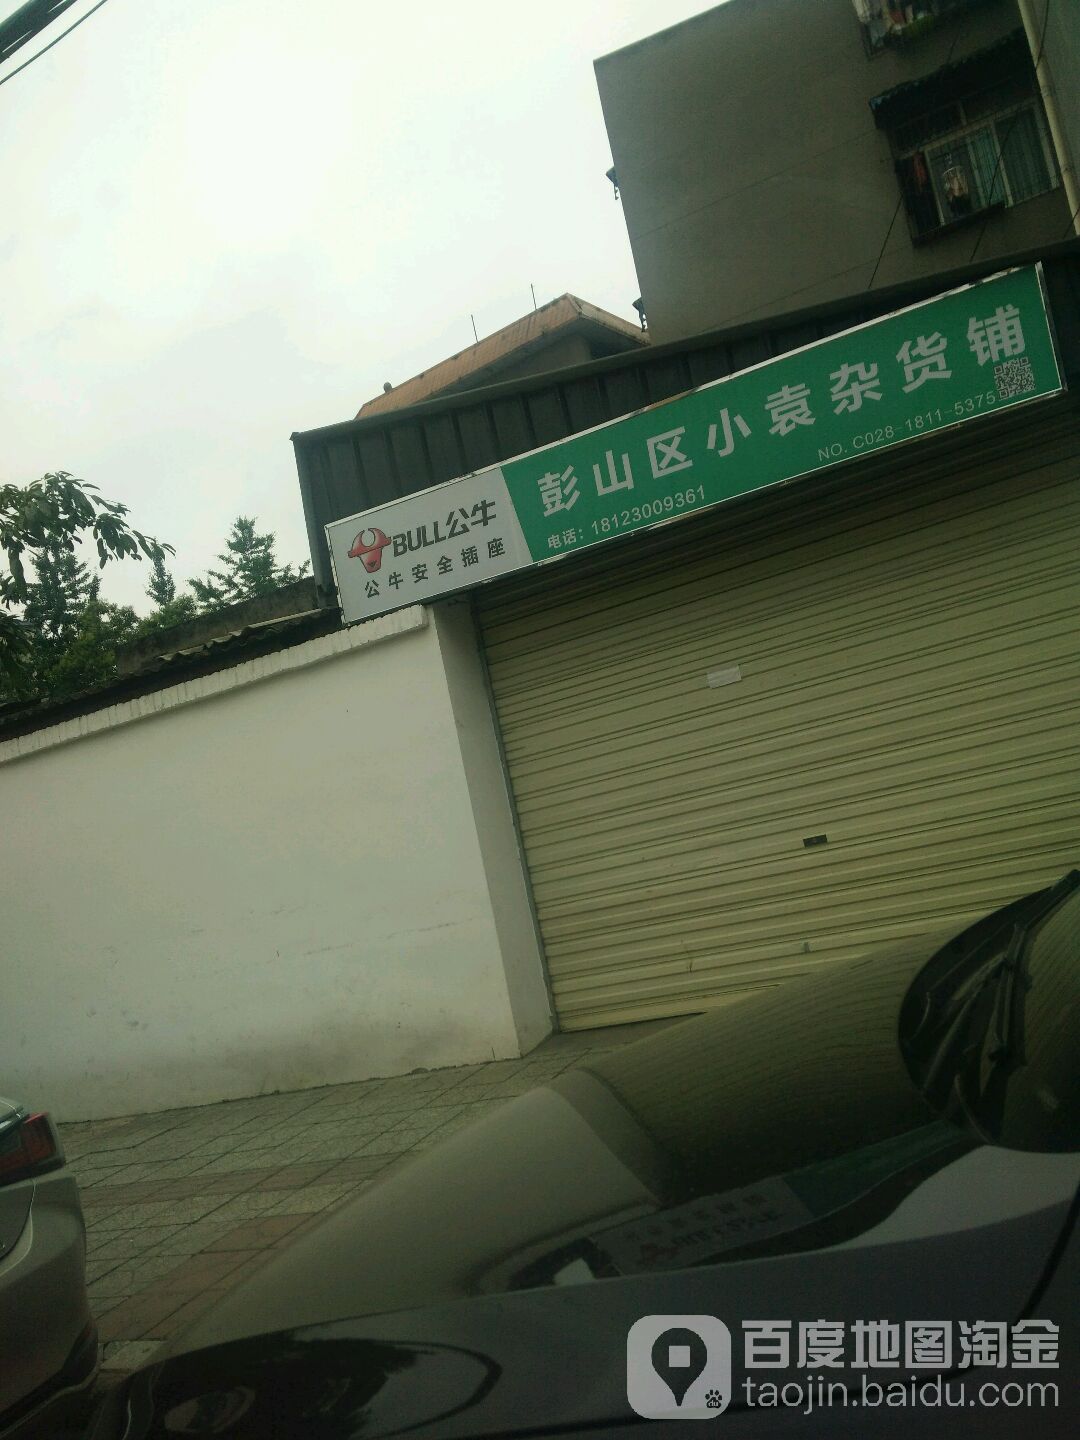 彭山区小袁杂货铺
电话：18123009361
NO. C028-1811-5375
BULL公牛
公牛安全插座
百度地图淘金
taojin.baidu.com